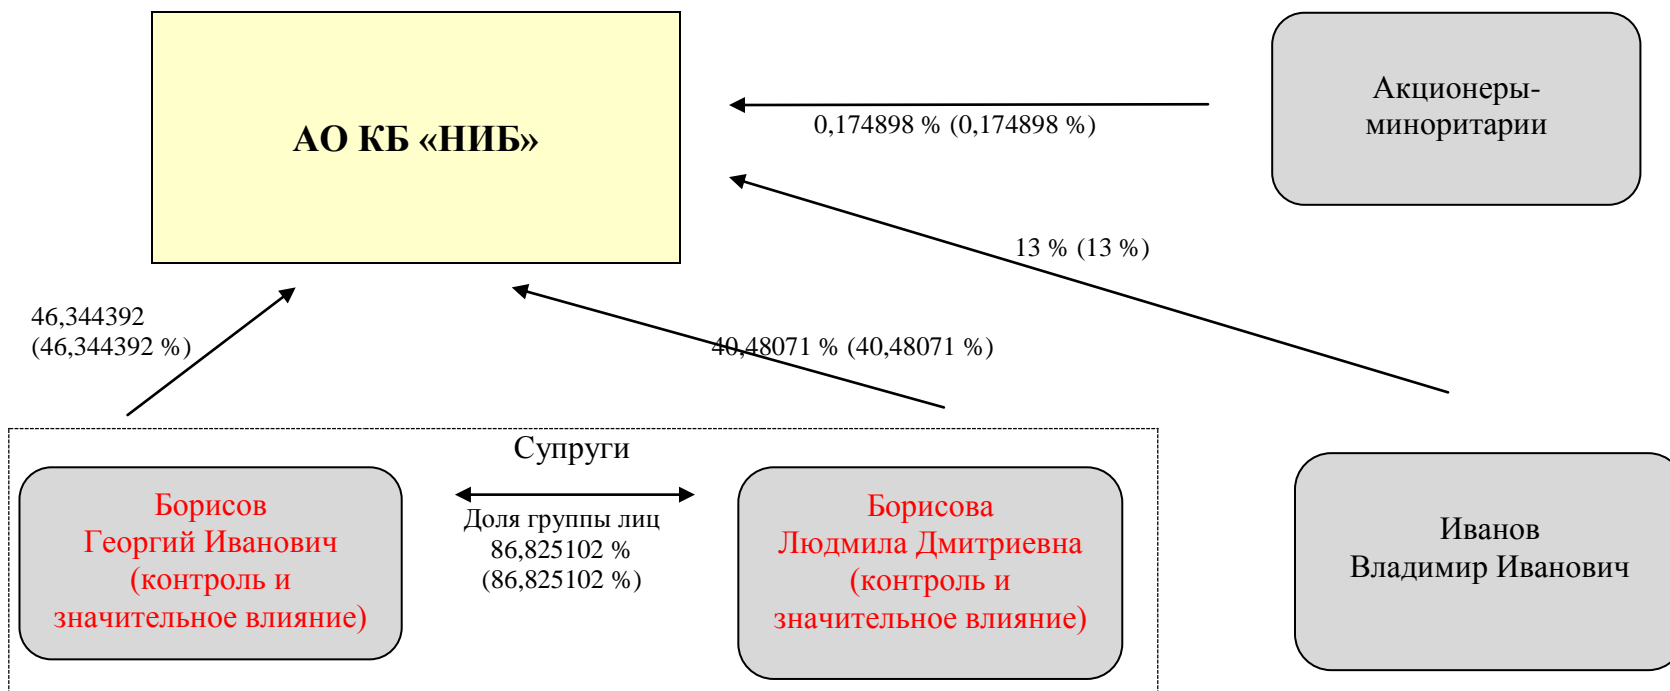 АО КБ «НИБ»
Акционеры-
миноритарии
0,174898 % (0,174898 %)
13 % (13 %)
46,344392
(46,344392 %)
40,48071 % (40,48071 %)
Супруги
Борисов
Георгий Иванович
(контроль и
значительное влияние)
Доля группы лиц
86,825102 %
(86,825102 %)
Борисова
Людмила Дмитриевна
(контроль и
значительное влияние)
Иванов
Владимир Иванович